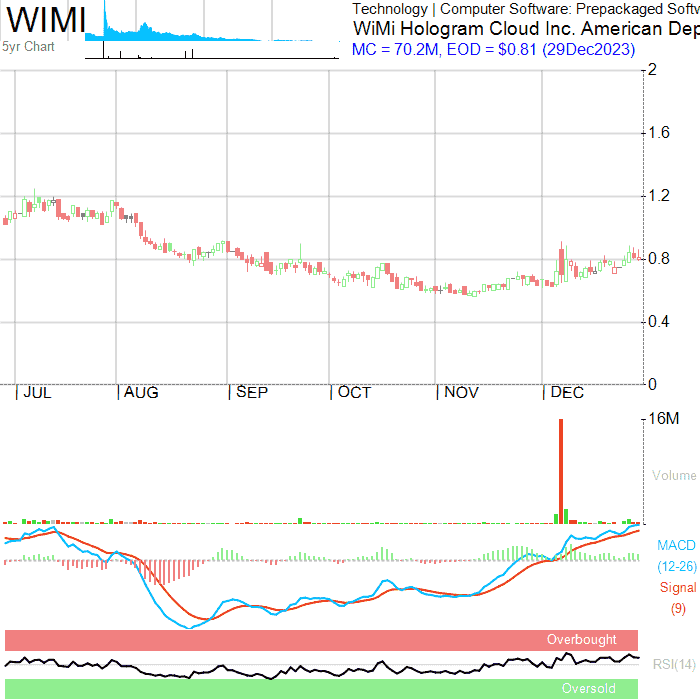 WIMI
5yr Chart
Technology | Computer Software: Prepackaged Softw
WiMi Hologram Cloud Inc. American Dep
MC = 70.2M, EOD = $0.81 (29Dec2023)
2
1.6
1.2
0.8
0.4
0
| JUL | AUG | SEP | OCT | NOV | DEC
16M
Volume
MACD
(12-26)
Signal
(9)
Overbought
RSI(14)
Oversold